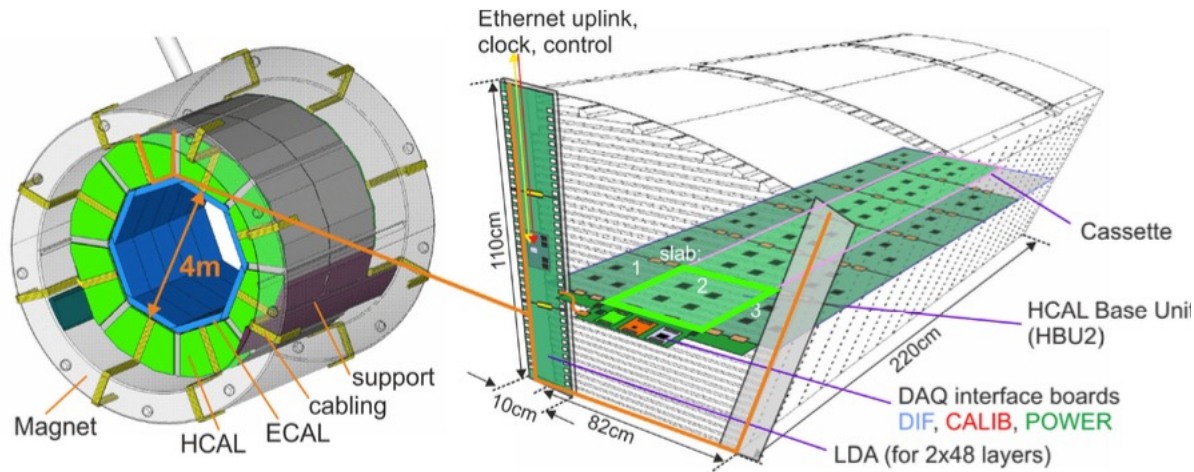 4m
Magnet
HCAL
ECAL
cabling
support
Ethernet uplink,
clock, control
110cm
10cm
82cm
220cm
slab:
1
2
3
Cassette
HCAL Base Unit
(HBU2)
DAQ interface boards
DIF, CALIB, POWER
LDA (for 2x48 layers)